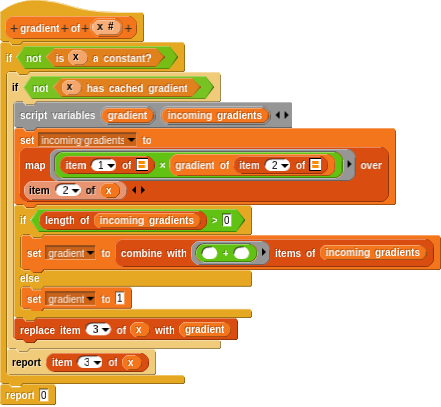 + gradient + of + x # +
if not is x a constant?
if not x has cached gradient
script variables gradient incoming gradients
set incoming gradients to
map item 1 of × gradient of item 2 of over
item 2 of x
if length of incoming gradients > 0
set gradient to combine with + items of incoming gradients
else
set gradient to 1
replace item 3 of x with gradient
report item 3 of x
report 0